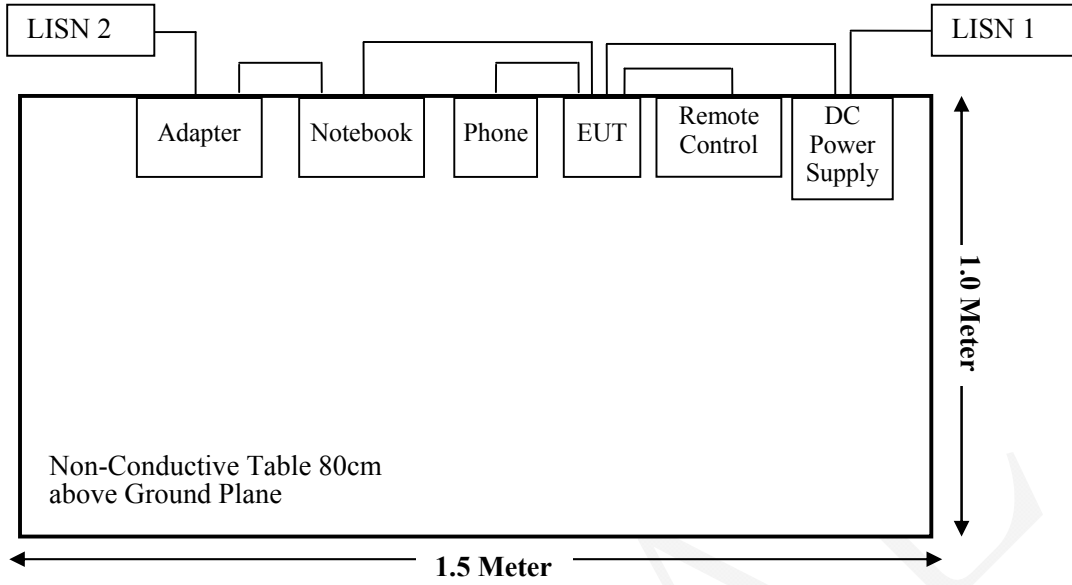 LISN 2
LISN 1
Adapter
Notebook
Phone
EUT
Remote
Control
DC
Power
Supply
1.0 Meter
Non-Conductive Table 80cm
above Ground Plane
1.5 Meter